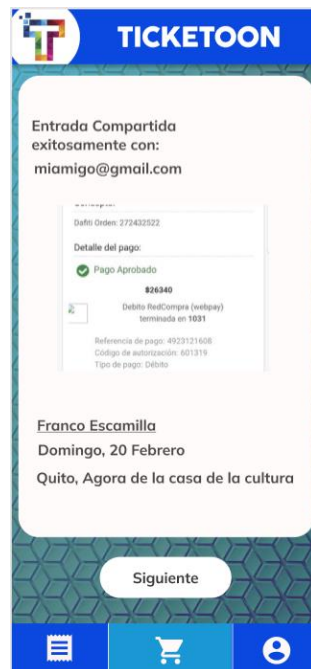 TICKETOON
Entrada Compartida
exitosamente con:
miamigo@gmail.com
Dafiti Orden: 272432522
Detalle del pago:
Pago Aprobado
$26340
Debito RedCompra (webpay)
terminada en 1031
Referencia de pago: 4923121608
Código de autorización: 601319
Tipo de pago: Débito
Franco Escamilla
Domingo, 20 Febrero
Quito, Agora de la casa de la cultura
Siguiente